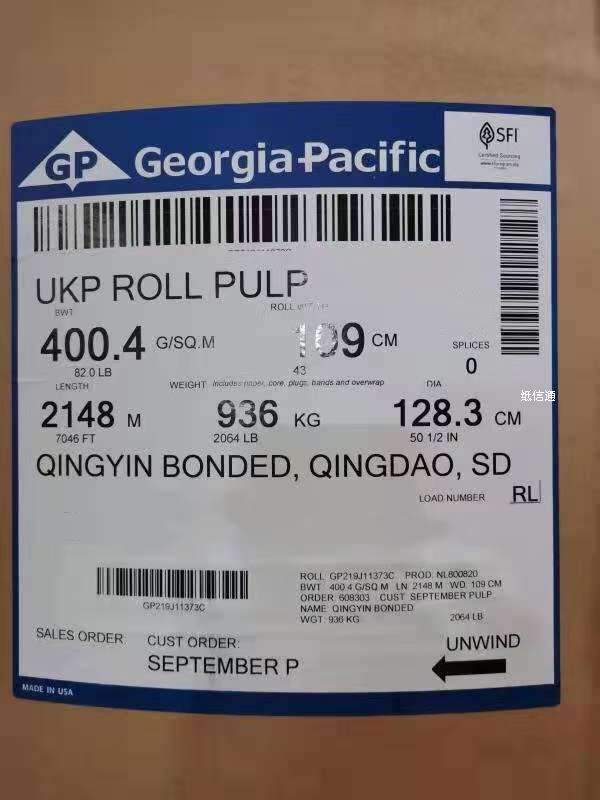 GP Georgia-Pacific
SFI
Certified Sourcing
www.sfiprogram.org
UKP ROLL PULP
BWT
ROLL
400.4 G/SQ.M
109 CM
SPLICES
82.0 LB
43
0
LENGTH
WEIGHT Includes paper, core, plugs, bands and overwrap
DIA
纸信通
2148 M
936 KG
128.3 CM
7046 FT
2064 LB
50 1/2 IN
QINGYIN BONDED, QINGDAO, SD
LOAD NUMBER RL
GP219J11373C
ROLL GP219J11373C PROD NL800820
BWT 400.4 G/SQ M LN 2148 M WD 109 CM
ORDER: 608303 CUST SEPTEMBER PULP
NAME: QINGYIN BONDED
WGT: 936 KG 2064 LB
SALES ORDER
CUST ORDER:
SEPTEMBER P
UNWIND
MADE IN USA